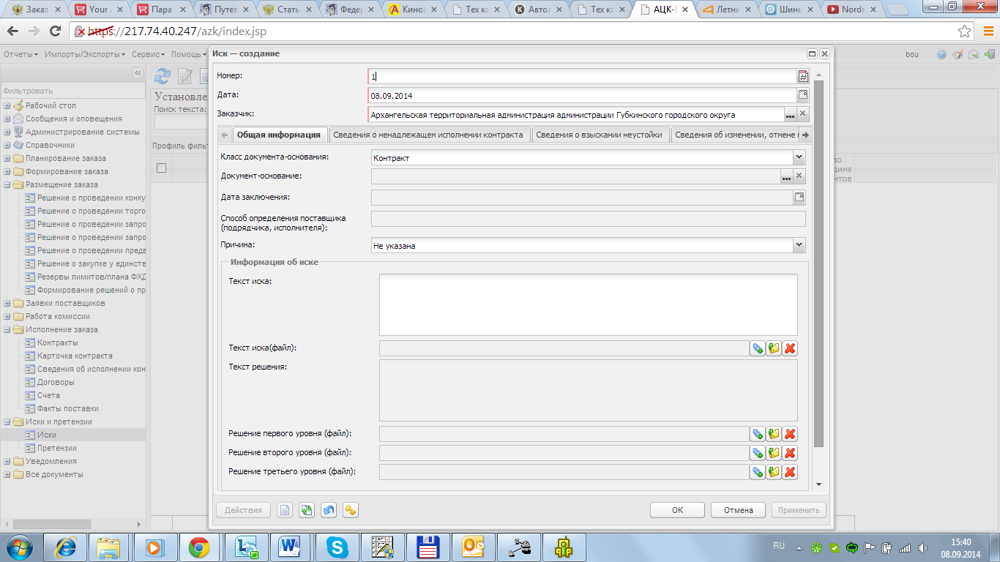 Заказ
Your
Пара
Путев
Стать
Федер
Киноа
Тех ка
Автол
Тех ка
АЦК-
Летни
Шинь
Nordr
https://217.74.40.247/azk/index.jsp
Отчеты Импорты/Экспорты Сервис Помощь
bou
Фильтровать
Рабочий стол
Сообщения и оповещения
Администрирование системы
Справочники
Планирование заказа
Формирование заказа
Размещение заказа
Решение о проведении конку
Решение о проведении торго
Решение о проведении запро
Решение о проведении запро
Решение о проведении предв
Решение о закупке у единств
Резервы лимитов/плана ФХД
Формирование решений о пр
Заявки поставщиков
Работа комиссии
Исполнение заказа
Контракты
Карточка контракта
Сведения об исполнении кон
Договоры
Счета
Факты поставки
Иски и претензии
Иски
Претензии
Уведомления
Все документы
Установле
Поиск текста:
Профиль фильт
во
дине
нтов
Иск — создание
Номер: 1
Дата: 08.09.2014
Заказчик: Архангельская территориальная администрация администрации Губкинского городского округа
Общая информация
Сведения о ненадлежащем исполнении контракта
Сведения о взыскании неустойки
Сведения об изменении, отмене
Класс документа-основания: Контракт
Документ-основание:
Дата заключения:
Способ определения поставщика
(подрядчика, исполнителя):
Причина: Не указана
Информация об иске
Текст иска:
Текст иска(файл):
Текст решения:
Решение первого уровня (файл):
Решение второго уровня (файл):
Решение третьего уровня (файл):
Действия
ОК
Отмена
Применить
RU
15:40
08.09.2014